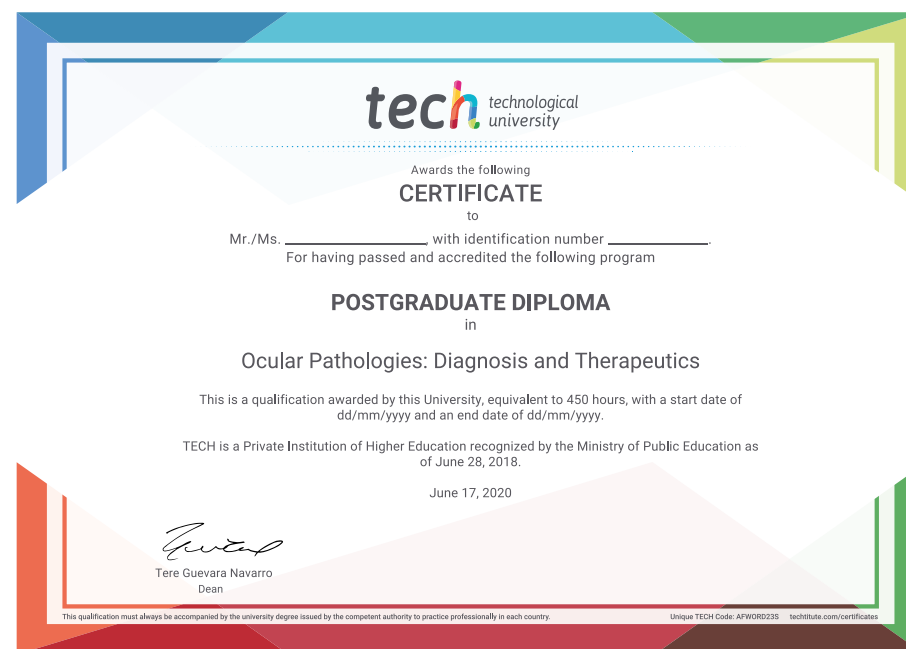 tech technological
university
Awards the following
CERTIFICATE
to
Mr./Ms. ________________, with identification number ____________.
For having passed and accredited the following program
POSTGRADUATE DIPLOMA
in
Ocular Pathologies: Diagnosis and Therapeutics
This is a qualification awarded by this University, equivalent to 450 hours, with a start date of
dd/mm/yyyy and an end date of dd/mm/yyyy.
TECH is a Private Institution of Higher Education recognized by the Ministry of Public Education as
of June 28, 2018.
June 17, 2020
Tere Guevara Navarro
Dean
This qualification must always be accompanied by the university degree issued by the competent authority to practice professionally in each country.
Unique TECH Code: AFWORD23S techtitute.com/certificates